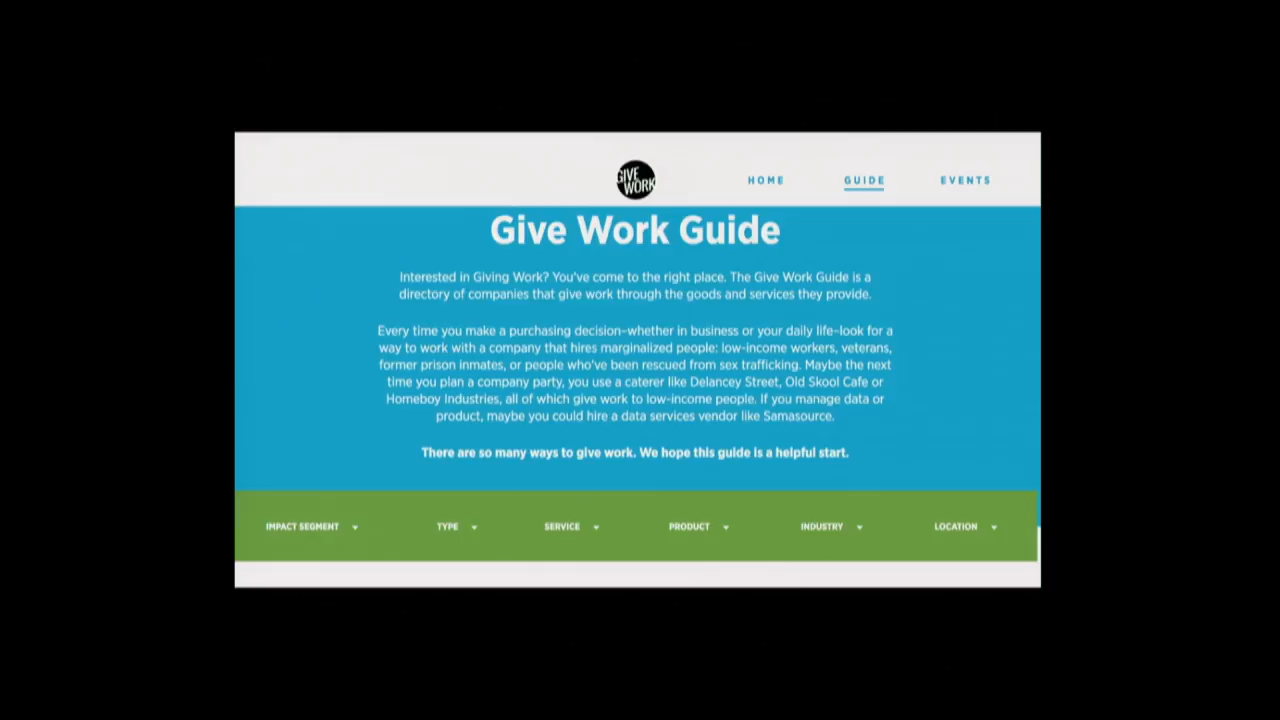 GIVE
WORK
HOME
GUIDE
EVENTS
Give Work Guide
Interested in Giving Work? You've come to the right place. The Give Work Guide is a
directory of companies that give work through the goods and services they provide.
Every time you make a purchasing decision–whether in business or your daily life–look for a
way to work with a company that hires marginalized people: low-income workers, veterans,
former prison inmates, or people who've been rescued from sex trafficking. Maybe the next
time you plan a company party, you use a caterer like Delancey Street, Old Skool Cafe or
Homeboy Industries, all of which give work to low-income people. If you manage data or
product, maybe you could hire a data services vendor like Samasource.
There are so many ways to give work. We hope this guide is a helpful start.
IMPACT SEGMENT
TYPE
SERVICE
PRODUCT
INDUSTRY
LOCATION